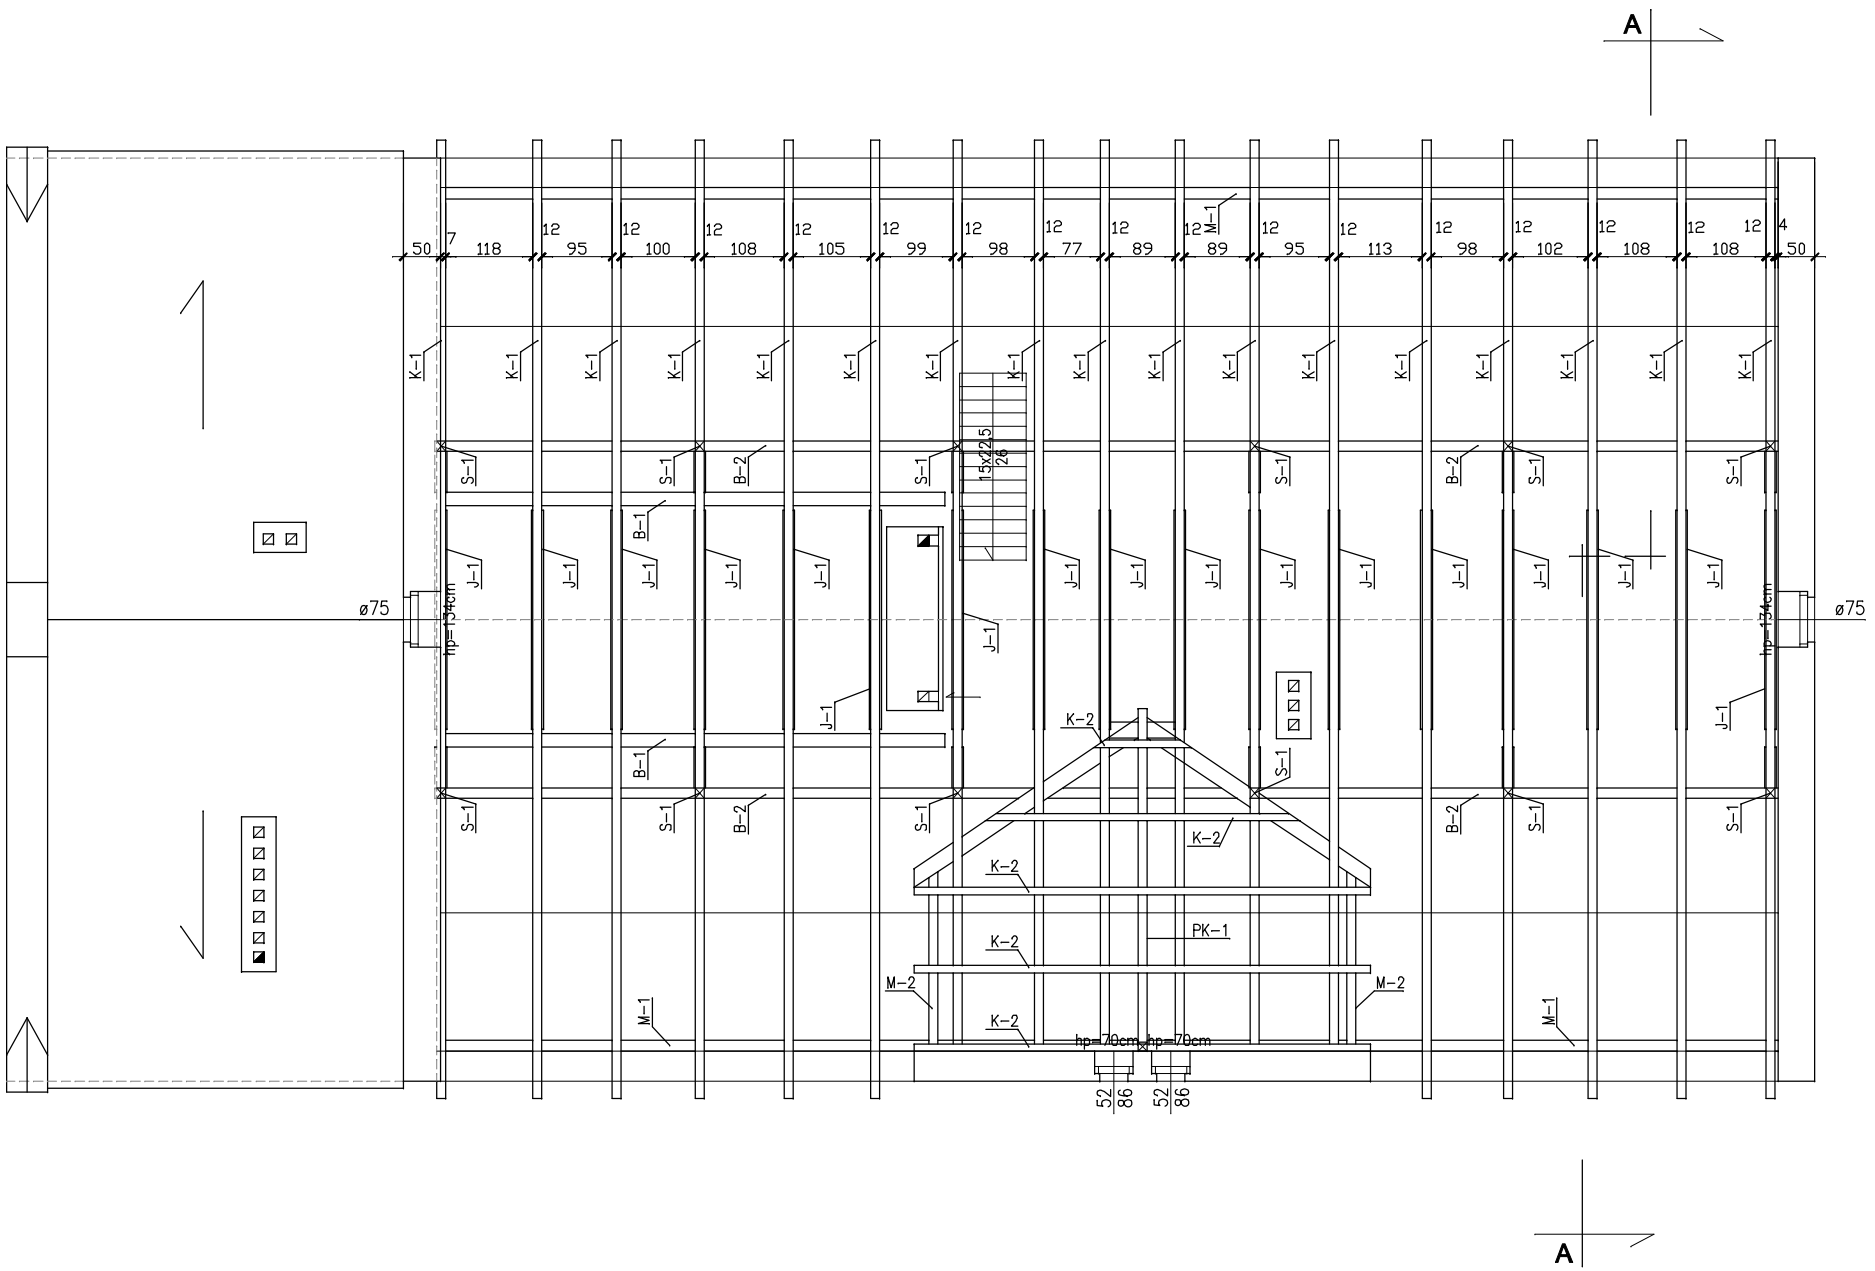 A
M-1
7 12 12 12 12 12 12 12 12 12 12 12 12 12 12 12 12 4
50 118 95 100 108 105 99 98 77 89 89 95 113 98 102 108 108 50
K-1 K-1 K-1 K-1 K-1 K-1 K-1 K-1 K-1 K-1 K-1 K-1 K-1 K-1 K-1 K-1 K-1
S-1 S-1 B-2 S-1 15x22,5 S-1 B-2 S-1 S-1
26
B-1
J-1 J-1 J-1 J-1 J-1 J-1 J-1 J-1 J-1 J-1 J-1 J-1 J-1 J-1
ø75 hp=134cm hp=134cm ø75
J-1
J-1 J-1
K-2
B-1 S-1
S-1 S-1 B-2 S-1 B-2 S-1 S-1
K-2
K-2
PK-1
K-2
M-2 M-2
M-1 M-1
K-2
hp=70cm hp=70cm
52 52
86 86
A